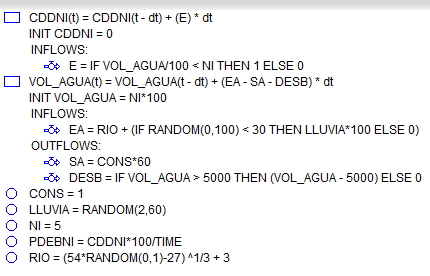 CDDNI(t) = CDDNI(t - dt) + (E) * dt
INIT CDDNI = 0
INFLOWS:
E = IF VOL_AGUA/100 < NI THEN 1 ELSE 0
VOL_AGUA(t) = VOL_AGUA(t - dt) + (EA - SA - DESB) * dt
INIT VOL_AGUA = NI*100
INFLOWS:
EA = RIO + (IF RANDOM(0,100) < 30 THEN LLUVIA*100 ELSE 0)
OUTFLOWS:
SA = CONS*60
DESB = IF VOL_AGUA > 5000 THEN (VOL_AGUA - 5000) ELSE 0
CONS = 1
LLUVIA = RANDOM(2,60)
NI = 5
PDEBNI = CDDNI*100/TIME
RIO = (54*RANDOM(0,1)-27) ^1/3 + 3